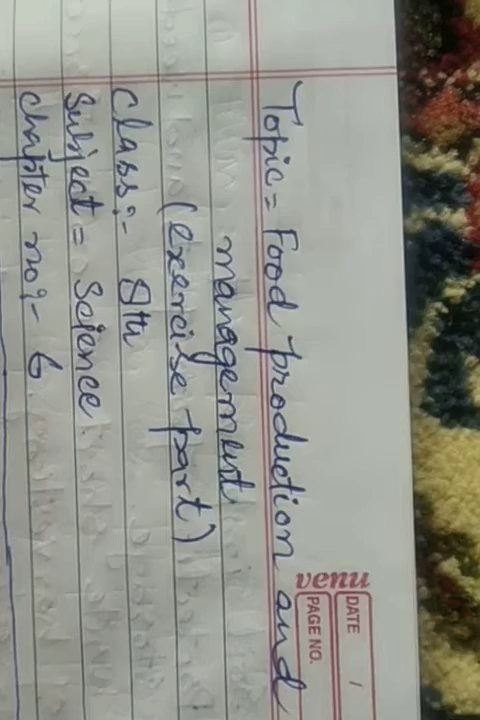 venu
DATE /
PAGE NO.
Topic = Food production and
management
(exercise part)
Class:- 8th
Subject = Science
Chapter no:- 6